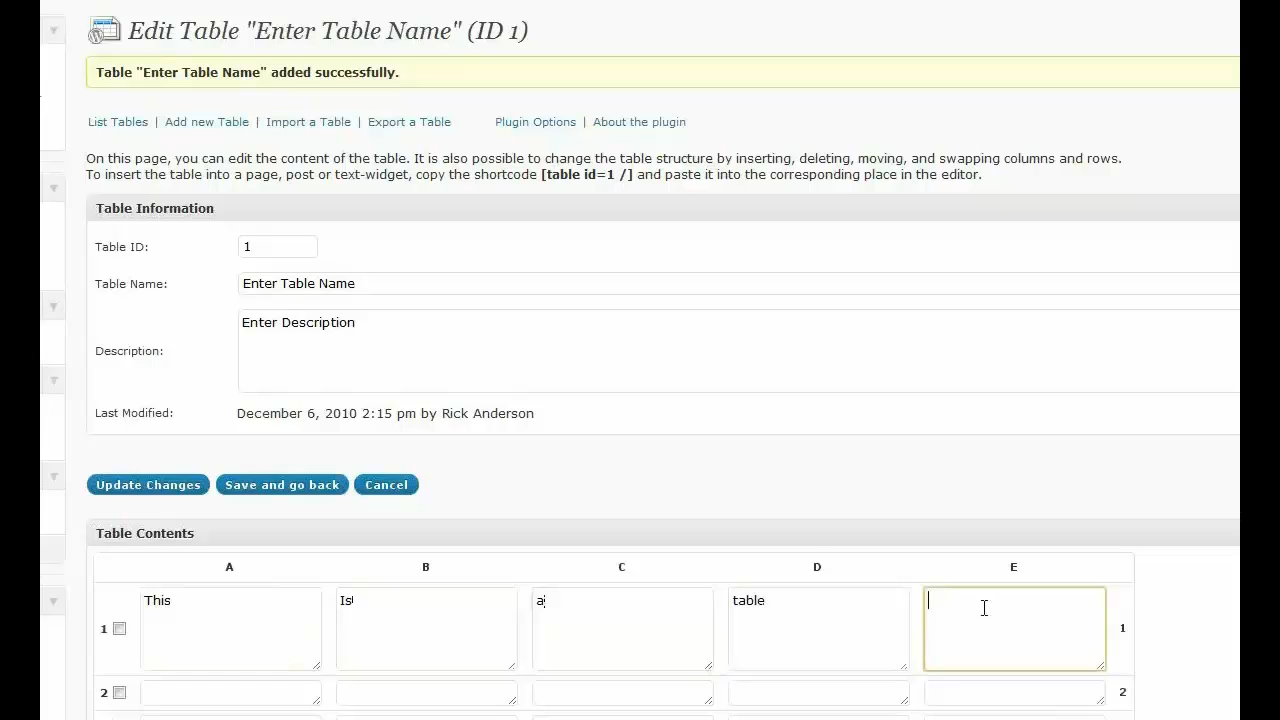 Edit Table "Enter Table Name" (ID 1)
Table "Enter Table Name" added successfully.
List Tables | Add new Table | Import a Table | Export a Table Plugin Options | About the plugin
On this page, you can edit the content of the table. It is also possible to change the table structure by inserting, deleting, moving, and swapping columns and rows.
To insert the table into a page, post or text-widget, copy the shortcode [table id=1 /] and paste it into the corresponding place in the editor.
Table Information
Table ID: 1
Table Name: Enter Table Name
Description: Enter Description
Last Modified: December 6, 2010 2:15 pm by Rick Anderson
Update Changes Save and go back Cancel
Table Contents
A B C D E
1 This Is a table 1
2 2